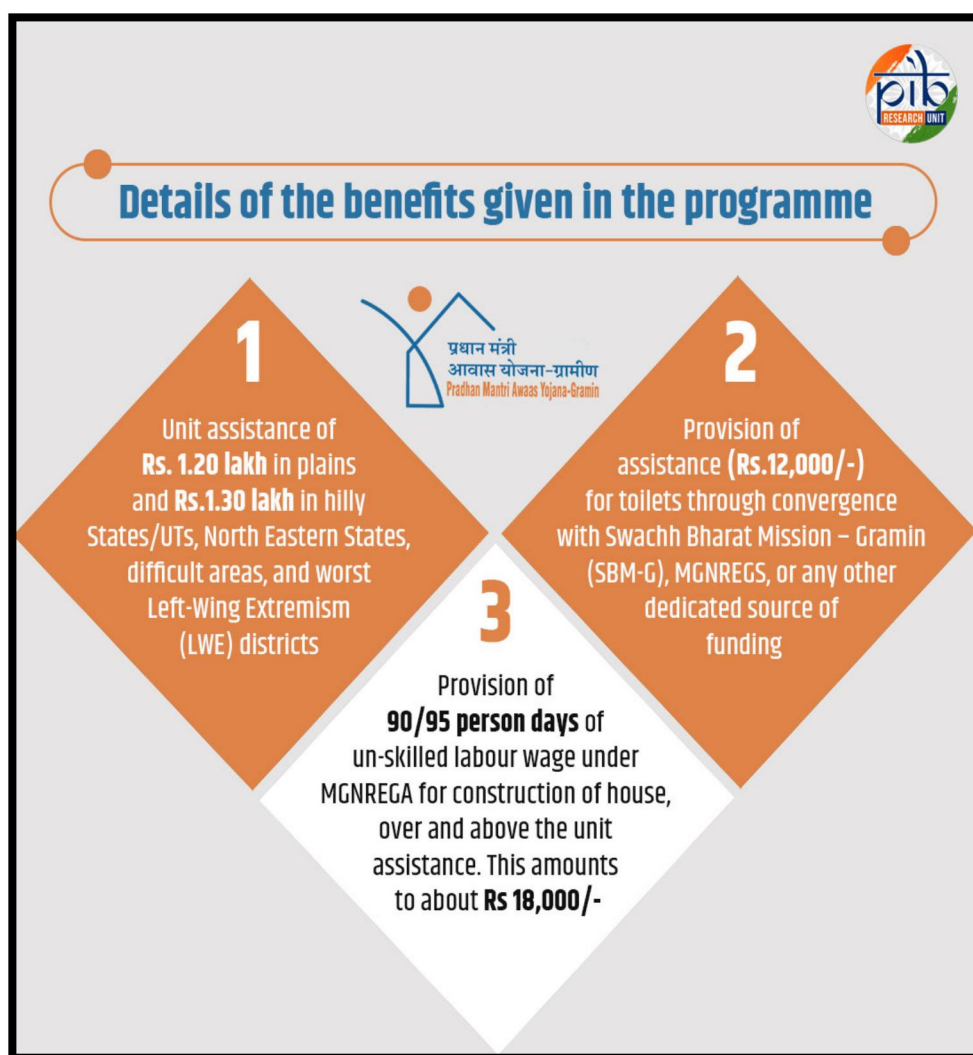 pib
RESEARCH UNIT
Details of the benefits given in the programme
प्रधान मंत्री
आवास योजना-ग्रामीण
Pradhan Mantri Awaas Yojana-Gramin
1
Unit assistance of
Rs. 1.20 lakh in plains
and Rs.1.30 lakh in hilly
States/UTs, North Eastern States,
difficult areas, and worst
Left-Wing Extremism
(LWE) districts
2
Provision of
assistance (Rs.12,000/-)
for toilets through convergence
with Swachh Bharat Mission – Gramin
(SBM-G), MGNREGS, or any other
dedicated source of
funding
3
Provision of
90/95 person days of
un-skilled labour wage under
MGNREGA for construction of house,
over and above the unit
assistance. This amounts
to about Rs 18,000/-